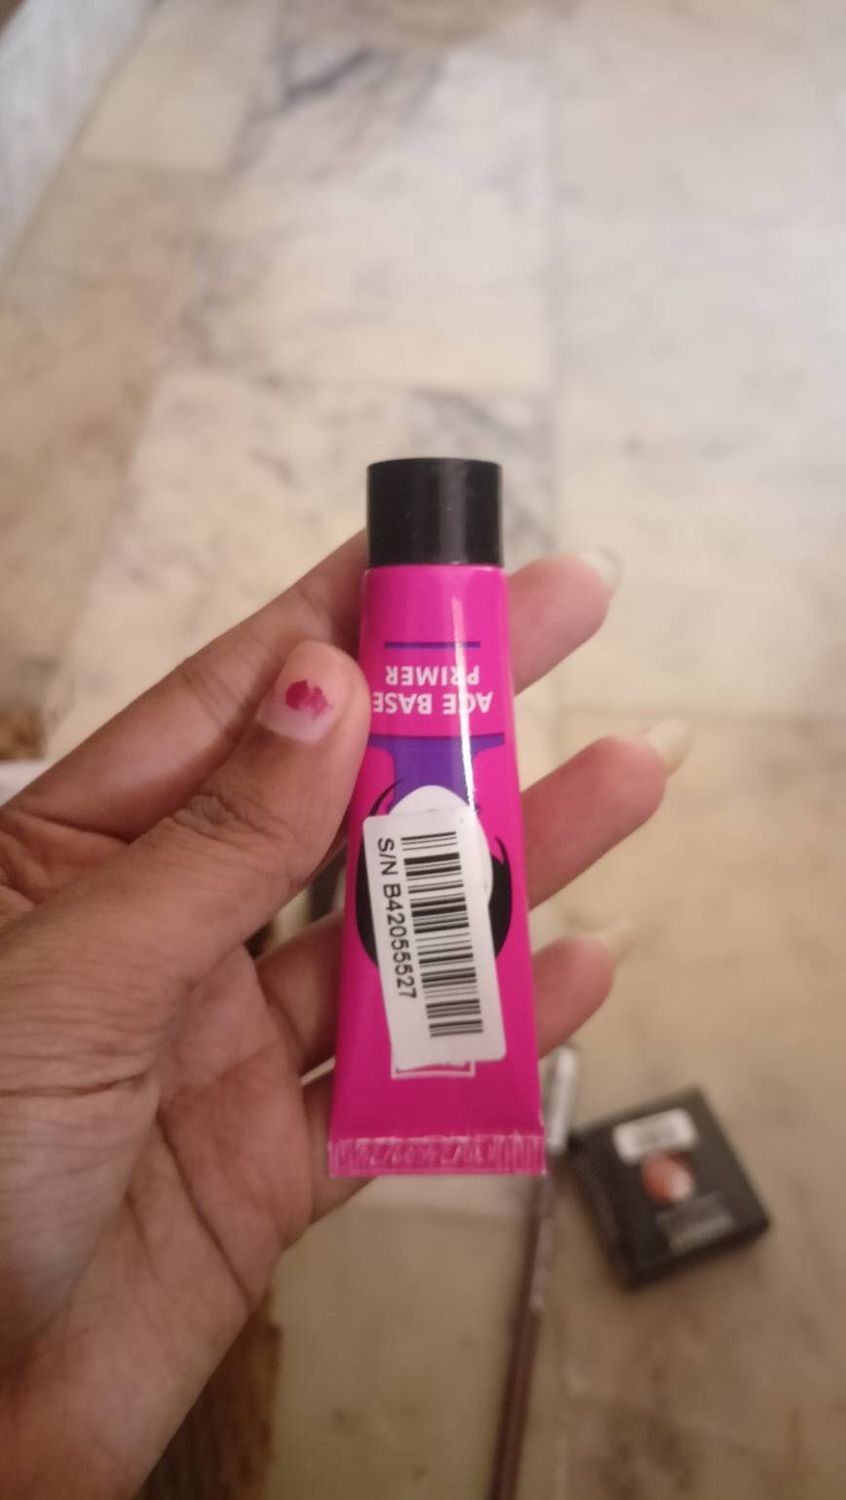 ACE BASE
PRIMER
S/N B42055527